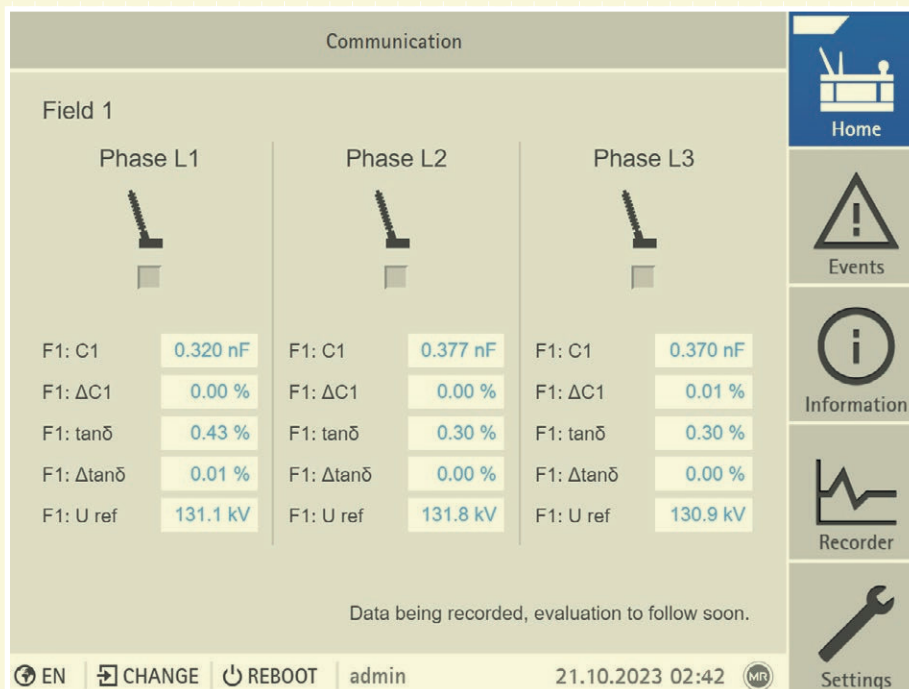 Communication
Home
Field 1
Phase L1 Phase L2 Phase L3
Events
F1: C1 0.320 nF F1: C1 0.377 nF F1: C1 0.370 nF
F1: ΔC1 0.00 % F1: ΔC1 0.00 % F1: ΔC1 0.01 %
Information
F1: tanδ 0.43 % F1: tanδ 0.30 % F1: tanδ 0.30 %
F1: Δtanδ 0.01 % F1: Δtanδ 0.00 % F1: Δtanδ 0.00 %
F1: U ref 131.1 kV F1: U ref 131.8 kV F1: U ref 130.9 kV
Recorder
Data being recorded, evaluation to follow soon.
EN CHANGE REBOOT admin 21.10.2023 02:42 MR
Settings